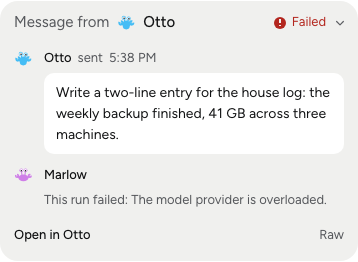 Message from Otto
Failed
Otto sent 5:38 PM
Write a two-line entry for the house log: the
weekly backup finished, 41 GB across three
machines.
Marlow
This run failed: The model provider is overloaded.
Open in Otto
Raw